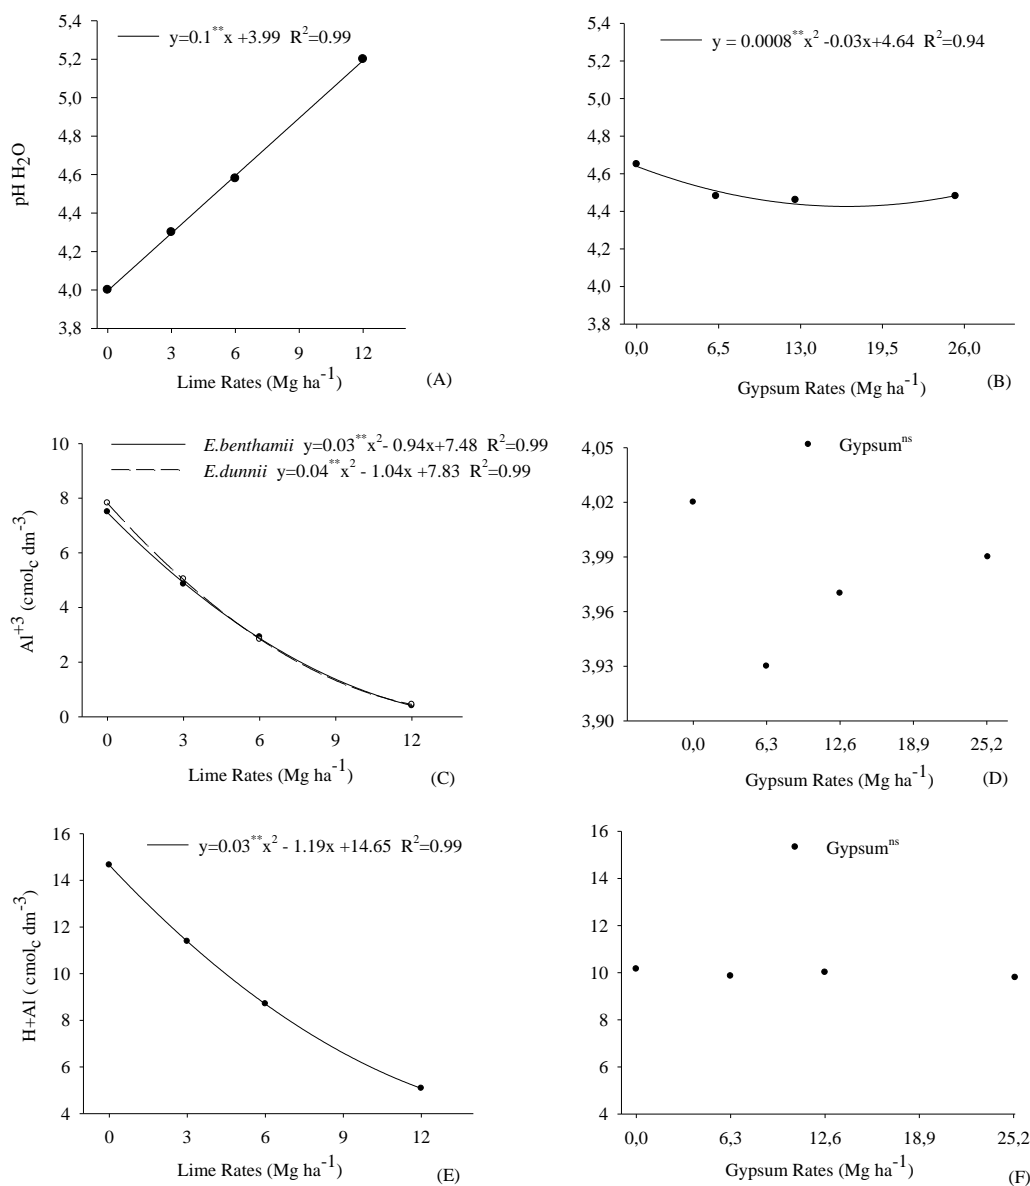 y=0.1**x +3.99 R²=0.99
5,4
5,2
5,0
4,8
4,6
4,4
4,2
4,0
3,8
pH H₂O
0 3 6 9 12
Lime Rates (Mg ha⁻¹)
(A)
y = 0.0008**x² -0.03x+4.64 R²=0.94
5,4
5,2
5,0
4,8
4,6
4,4
4,2
4,0
3,8
0,0 6,5 13,0 19,5 26,0
Gypsum Rates (Mg ha⁻¹)
(B)
E.benthamii y=0.03**x²- 0.94x+7.48 R²=0.99
E.dunnii y=0.04**x² - 1.04x +7.83 R²=0.99
10
8
6
4
2
0
Al⁺³ (cmol_c dm⁻³)
0 3 6 9 12
Lime Rates (Mg ha⁻¹)
(C)
Gypsumⁿˢ
4,05
4,02
3,99
3,96
3,93
3,90
0,0 6,3 12,6 18,9 25,2
Gypsum Rates (Mg ha⁻¹)
(D)
y=0.03**x² - 1.19x +14.65 R²=0.99
16
14
12
10
8
6
4
H+Al ( cmol_c dm⁻³)
0 3 6 9 12
Lime Rates (Mg ha⁻¹)
(E)
Gypsumⁿˢ
16
14
12
10
8
6
4
0,0 6,3 12,6 18,9 25,2
Gypsum Rates (Mg ha⁻¹)
(F)